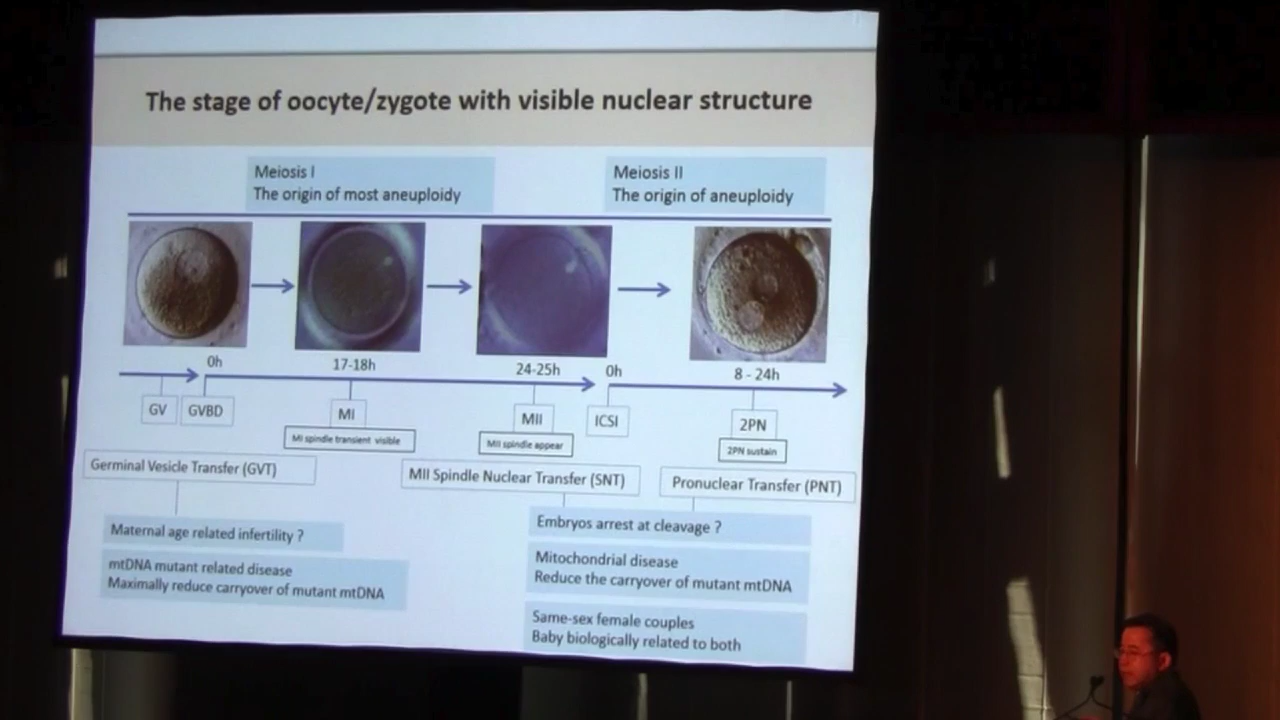 The stage of oocyte/zygote with visible nuclear structure
Meiosis I
The origin of most aneuploidy
Meiosis II
The origin of aneuploidy
0h
17-18h
24-25h
0h
8 - 24h
GV
GVBD
MI
MII
ICSI
2PN
MI spindle transient visible
MII spindle appear
2PN sustain
Germinal Vesicle Transfer (GVT)
MII Spindle Nuclear Transfer (SNT)
Pronuclear Transfer (PNT)
Maternal age related infertility ?
mtDNA mutant related disease
Maximally reduce carryover of mutant mtDNA
Embryos arrest at cleavage ?
Mitochondrial disease
Reduce the carryover of mutant mtDNA
Same-sex female couples
Baby biologically related to both